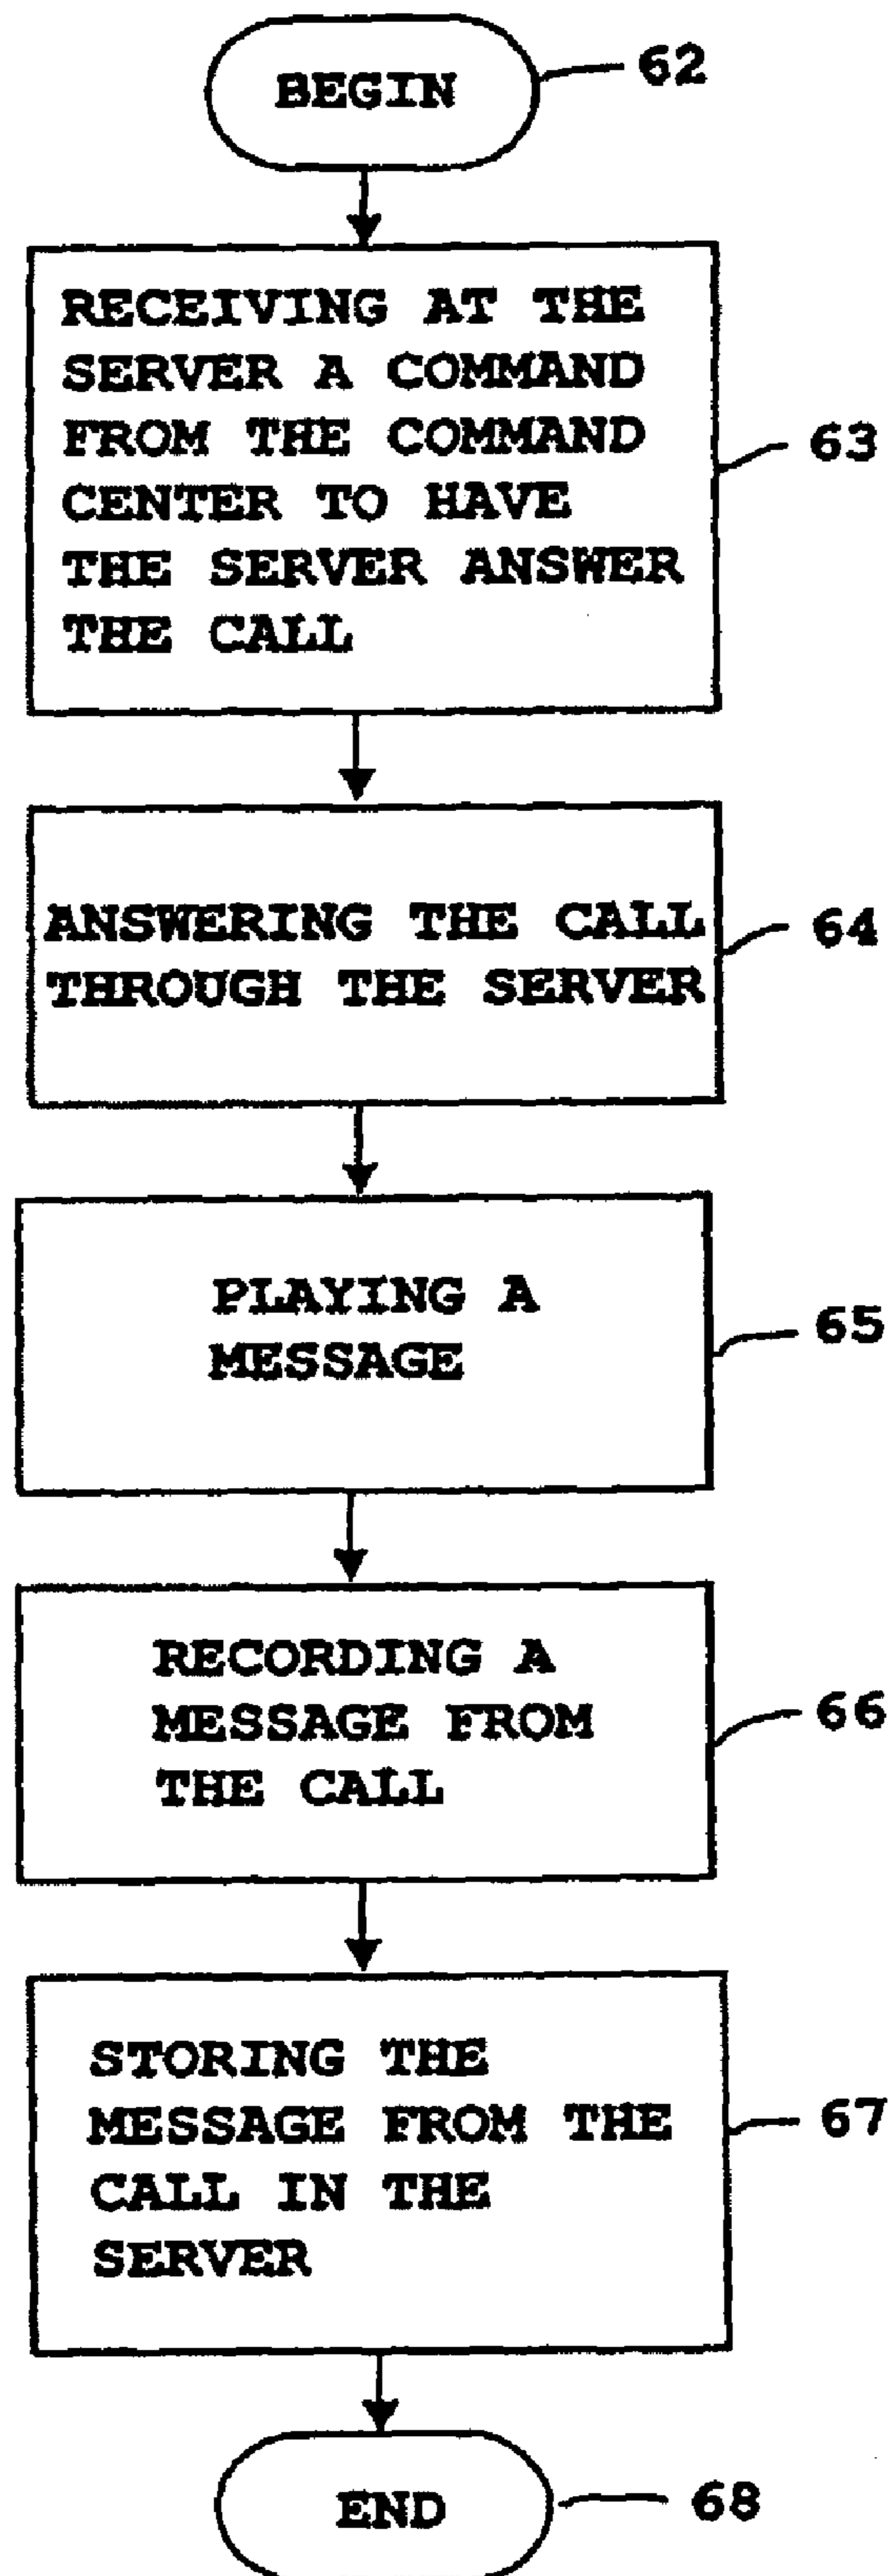 BEGIN
62
RECEIVING AT THE
SERVER A COMMAND
FROM THE COMMAND
CENTER TO HAVE
THE SERVER ANSWER
THE CALL
63
ANSWERING THE CALL
THROUGH THE SERVER
64
PLAYING A
MESSAGE
65
RECORDING A
MESSAGE FROM
THE CALL
66
STORING THE
MESSAGE FROM THE
CALL IN THE
SERVER
67
END
68